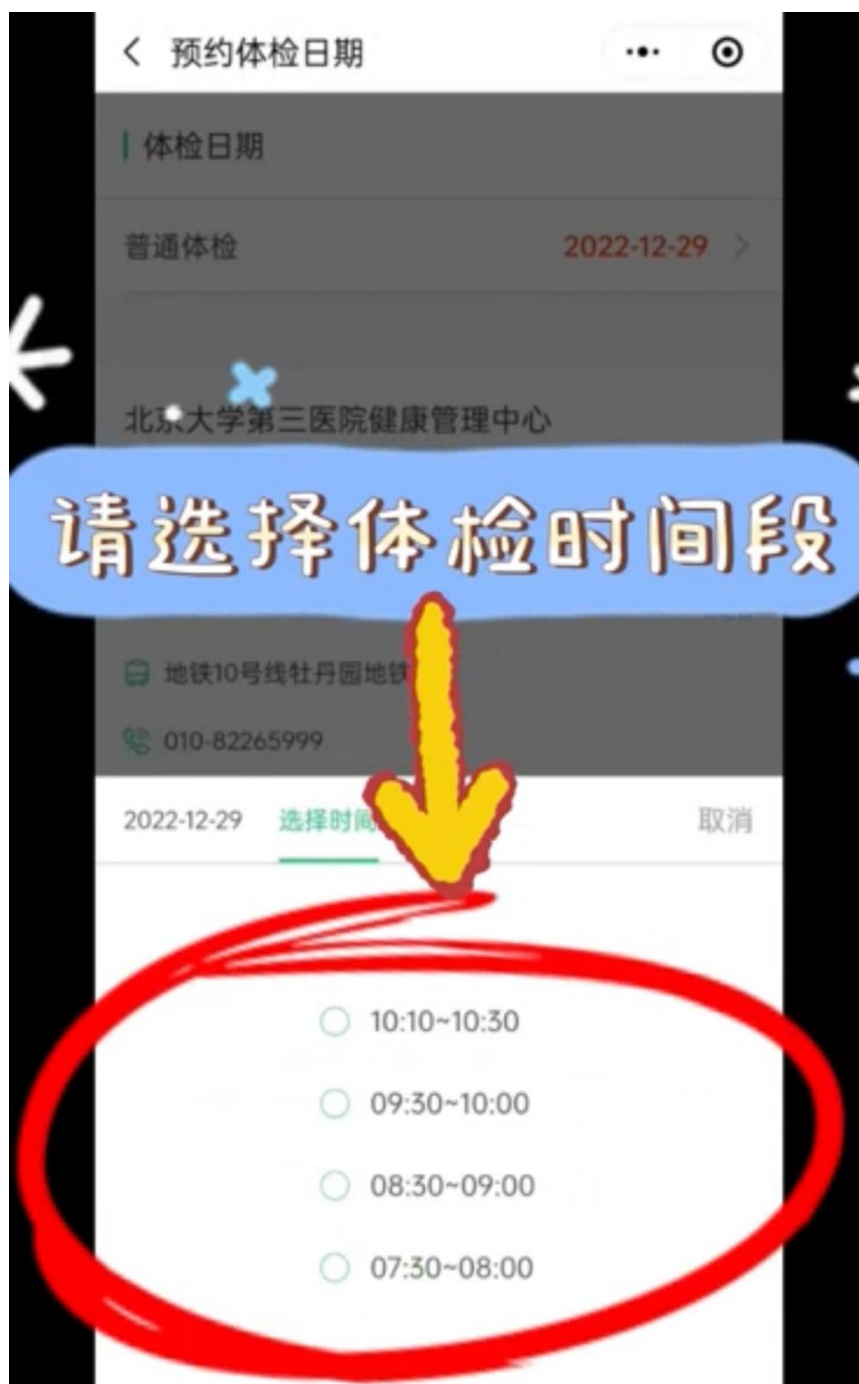 预约体检日期
体检日期
普通体检 2022-12-29
北京大学第三医院健康管理中心
请选择体检时间段
地铁10号线牡丹园地铁
010-82265999
2022-12-29 选择时间 取消
10:10~10:30
09:30~10:00
08:30~09:00
07:30~08:00